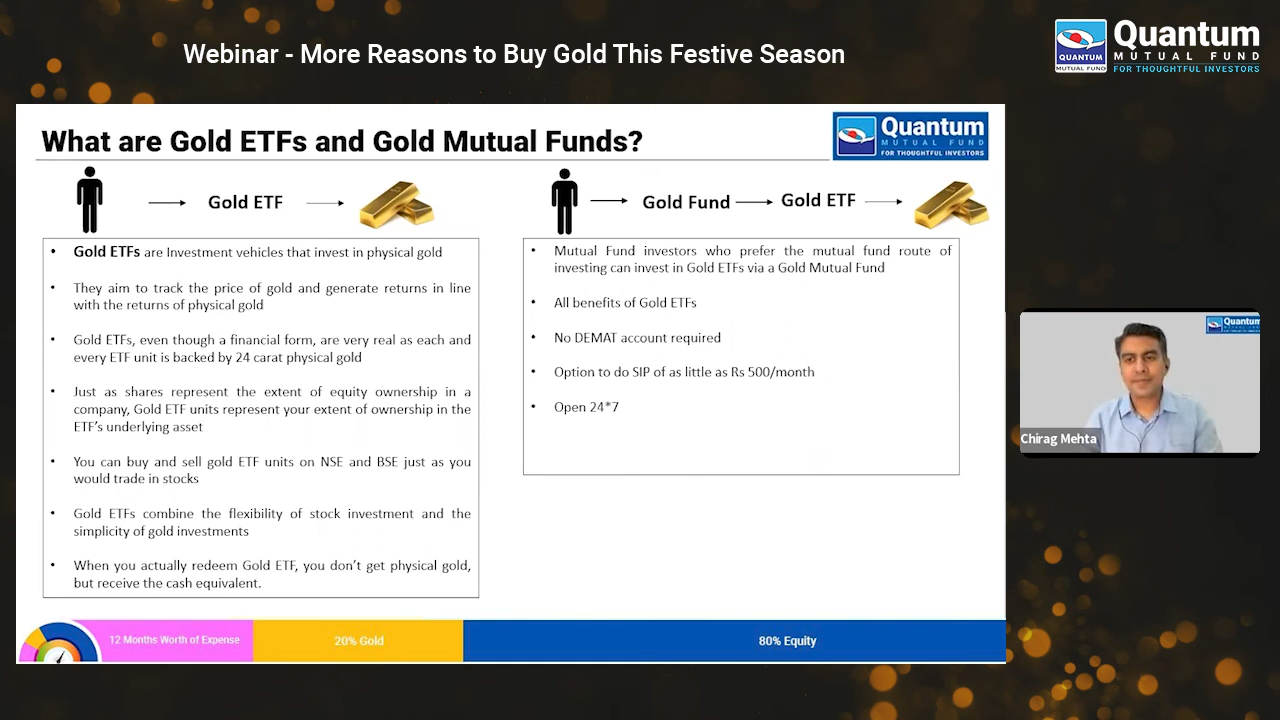 Webinar - More Reasons to Buy Gold This Festive Season
QUANTUM
MUTUAL FUND
Quantum
MUTUAL FUND
FOR THOUGHTFUL INVESTORS
What are Gold ETFs and Gold Mutual Funds?
Quantum
MUTUAL FUND
FOR THOUGHTFUL INVESTORS
Gold ETF
Gold Fund
Gold ETF
• Gold ETFs are Investment vehicles that invest in physical gold
• They aim to track the price of gold and generate returns in line
with the returns of physical gold
• Gold ETFs, even though a financial form, are very real as each and
every ETF unit is backed by 24 carat physical gold
• Just as shares represent the extent of equity ownership in a
company, Gold ETF units represent your extent of ownership in the
ETF's underlying asset
• You can buy and sell gold ETF units on NSE and BSE just as you
would trade in stocks
• Gold ETFs combine the flexibility of stock investment and the
simplicity of gold investments
• When you actually redeem Gold ETF, you don't get physical gold,
but receive the cash equivalent.
• Mutual Fund investors who prefer the mutual fund route of
investing can invest in Gold ETFs via a Gold Mutual Fund
• All benefits of Gold ETFs
• No DEMAT account required
• Option to do SIP of as little as Rs 500/month
• Open 24*7
Quantum
Chirag Mehta
12 Months Worth of Expense
20% Gold
80% Equity